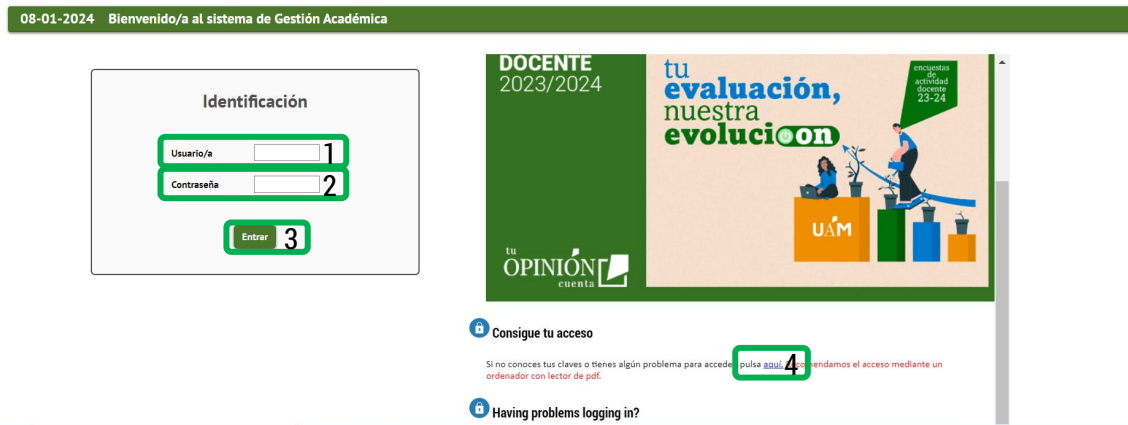 08-01-2024 Bienvenido/a al sistema de Gestión Académica
Identificación
Usuario/a
1
Contraseña
2
Entrar
3
DOCENTE
2023/2024
tu
OPINIÓN
cuenta
tu
evaluación,
nuestra
evolucioon
encuestas
de
actividad
docente
23-24
UAM
Consigue tu acceso
Si no conoces tus claves o tienes algún problema para accede pulsa aquí. 4 comendamos el acceso mediante un
ordenador con lector de pdf.
Having problems logging in?